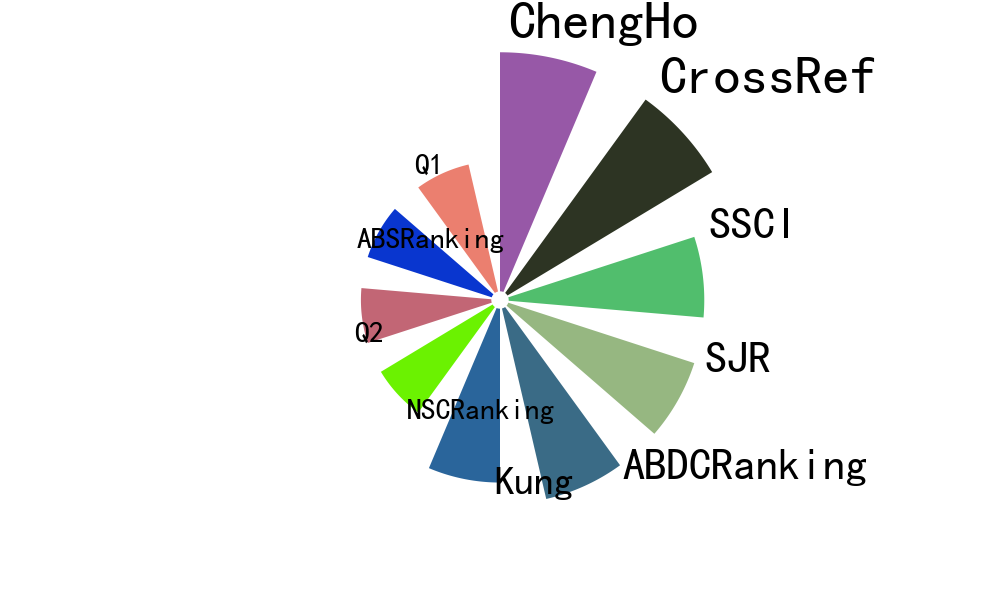 ChengHo
CrossRef
Q1
SSCI
ABSRanking
Q2
SJR
NSCRanking
ABDCRanking
Kung